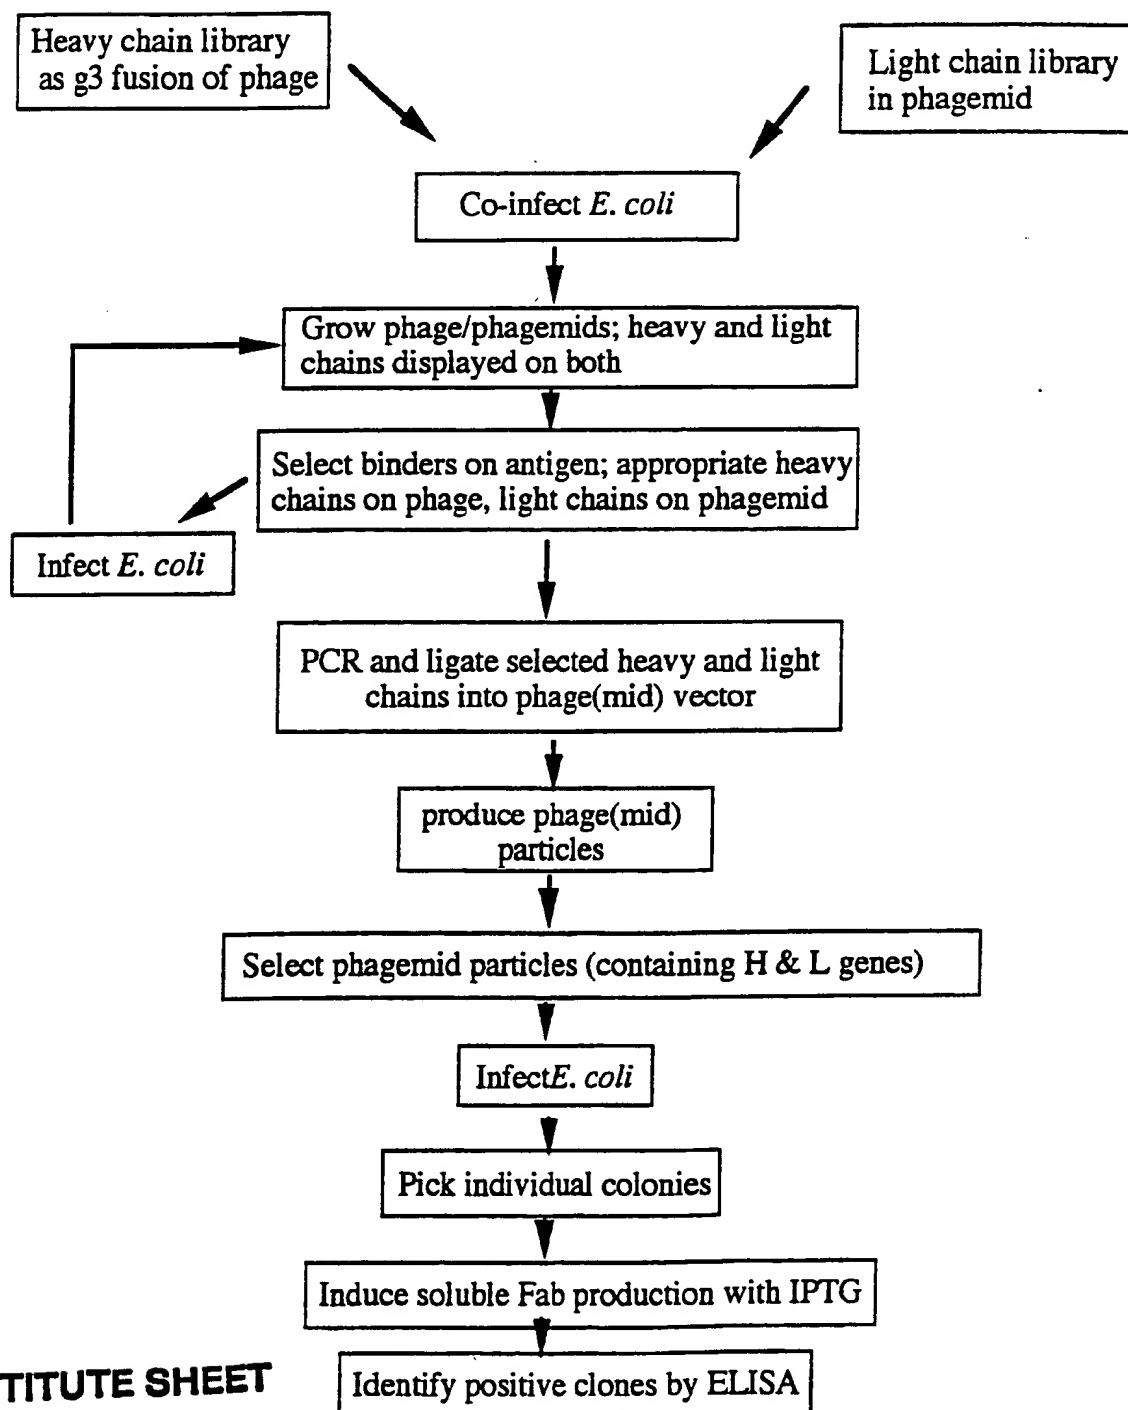 Heavy chain library
as g3 fusion of phage
Light chain library
in phagemid
Co-infect E. coli
Grow phage/phagemids; heavy and light
chains displayed on both
Select binders on antigen; appropriate heavy
chains on phage, light chains on phagemid
Infect E. coli
PCR and ligate selected heavy and light
chains into phage(mid) vector
produce phage(mid)
particles
Select phagemid particles (containing H & L genes)
InfectE. coli
Pick individual colonies
Induce soluble Fab production with IPTG
Identify positive clones by ELISA
TITUTE SHEET